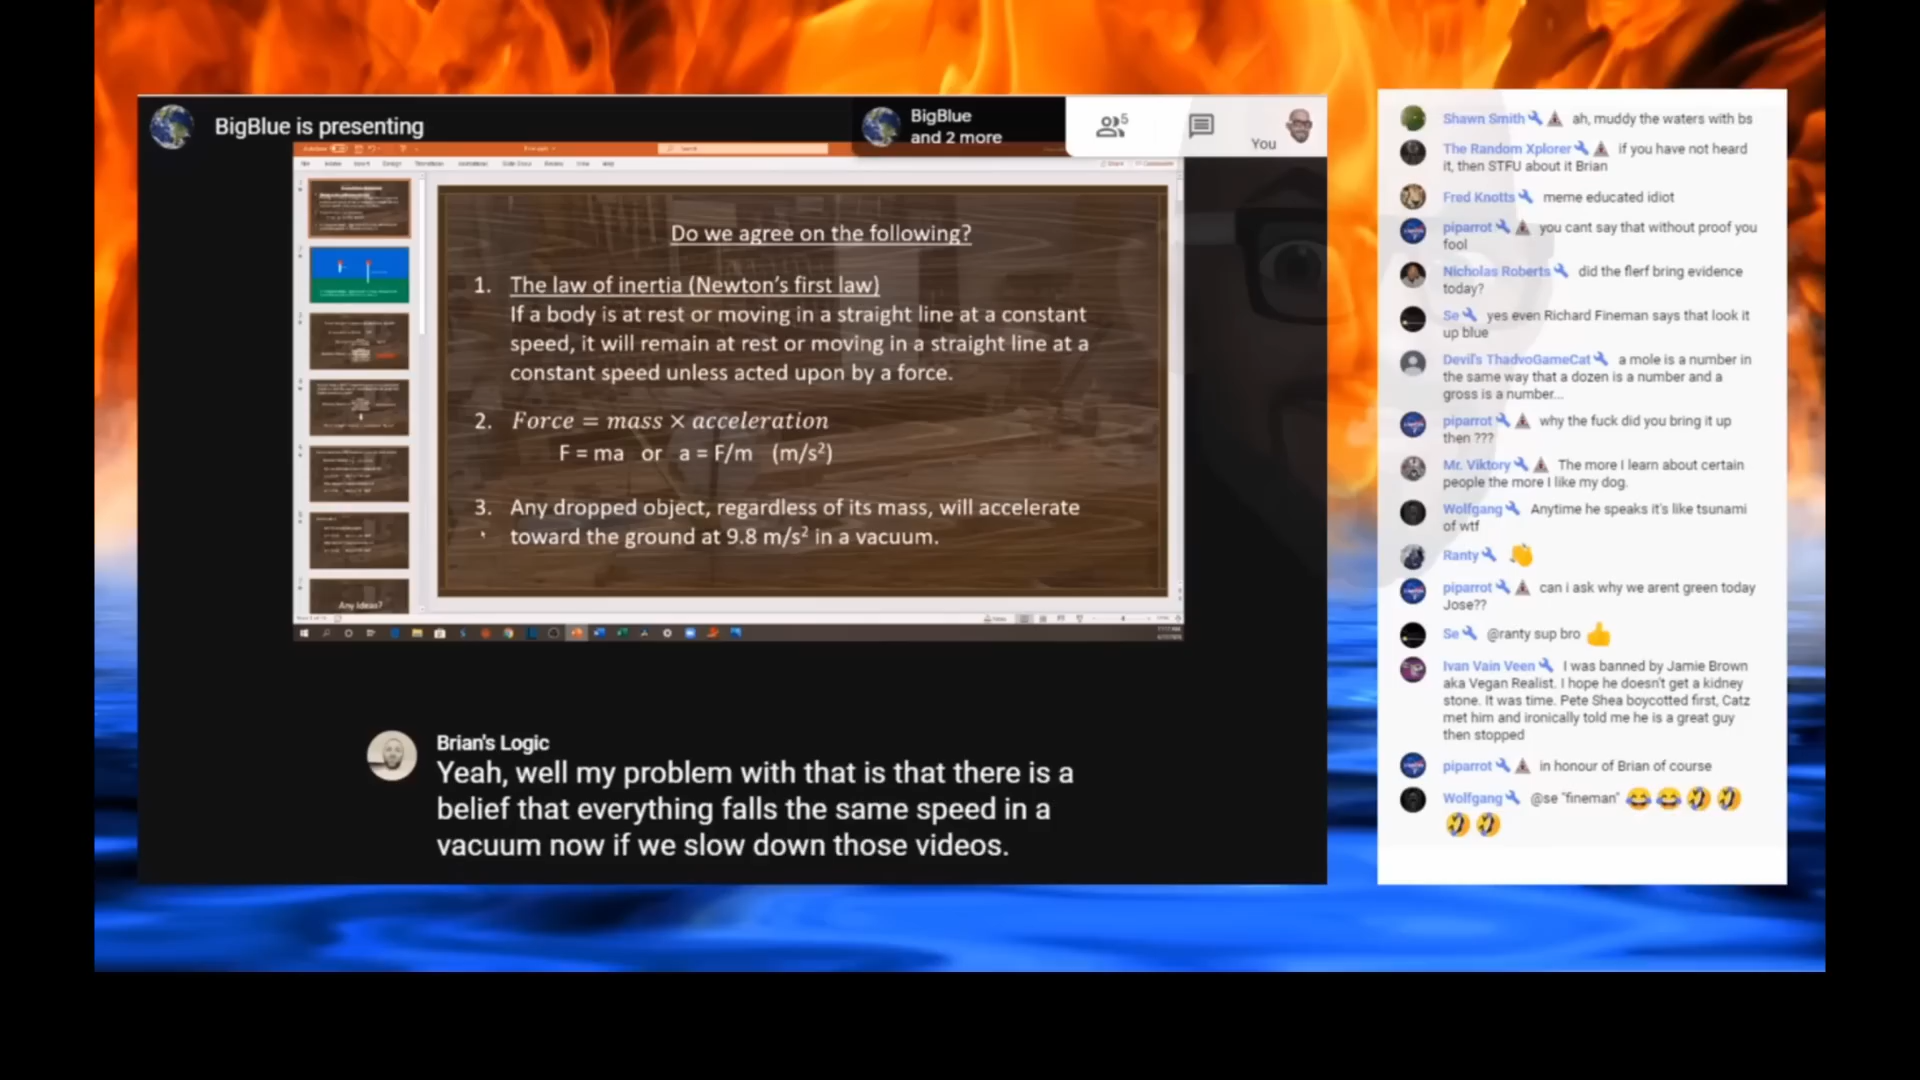 BigBlue is presenting
BigBlue
and 2 more
5
You
Do we agree on the following?
1. The law of inertia (Newton's first law)
If a body is at rest or moving in a straight line at a constant
speed, it will remain at rest or moving in a straight line at a
constant speed unless acted upon by a force.
2. Force = mass × acceleration
F = ma or a = F/m (m/s²)
3. Any dropped object, regardless of its mass, will accelerate
toward the ground at 9.8 m/s² in a vacuum.
Any Ideas?
Brian's Logic
Yeah, well my problem with that is that there is a
belief that everything falls the same speed in a
vacuum now if we slow down those videos.
Shawn Smith ah, muddy the waters with bs
The Random Xplorer if you have not heard
it, then STFU about it Brian
Fred Knotts meme educated idiot
piparrot you cant say that without proof you
fool
Nicholas Roberts did the flerf bring evidence
today?
Se yes even Richard Fineman says that look it
up blue
Devil's ThadvoGameCat a mole is a number in
the same way that a dozen is a number and a
gross is a number...
piparrot why the fuck did you bring it up
then ???
Mr. Viktory The more I learn about certain
people the more I like my dog.
Wolfgang Anytime he speaks it's like tsunami
of wtf
Ranty 👏
piparrot can i ask why we arent green today
Jose??
Se @ranty sup bro 👍
Ivan Vain Veen I was banned by Jamie Brown
aka Vegan Realist. I hope he doesn't get a kidney
stone. It was time. Pete Shea boycotted first, Catz
met him and ironically told me he is a great guy
then stopped
piparrot in honour of Brian of course
Wolfgang @se "fineman" 😂😂🤣🤣
🤣🤣